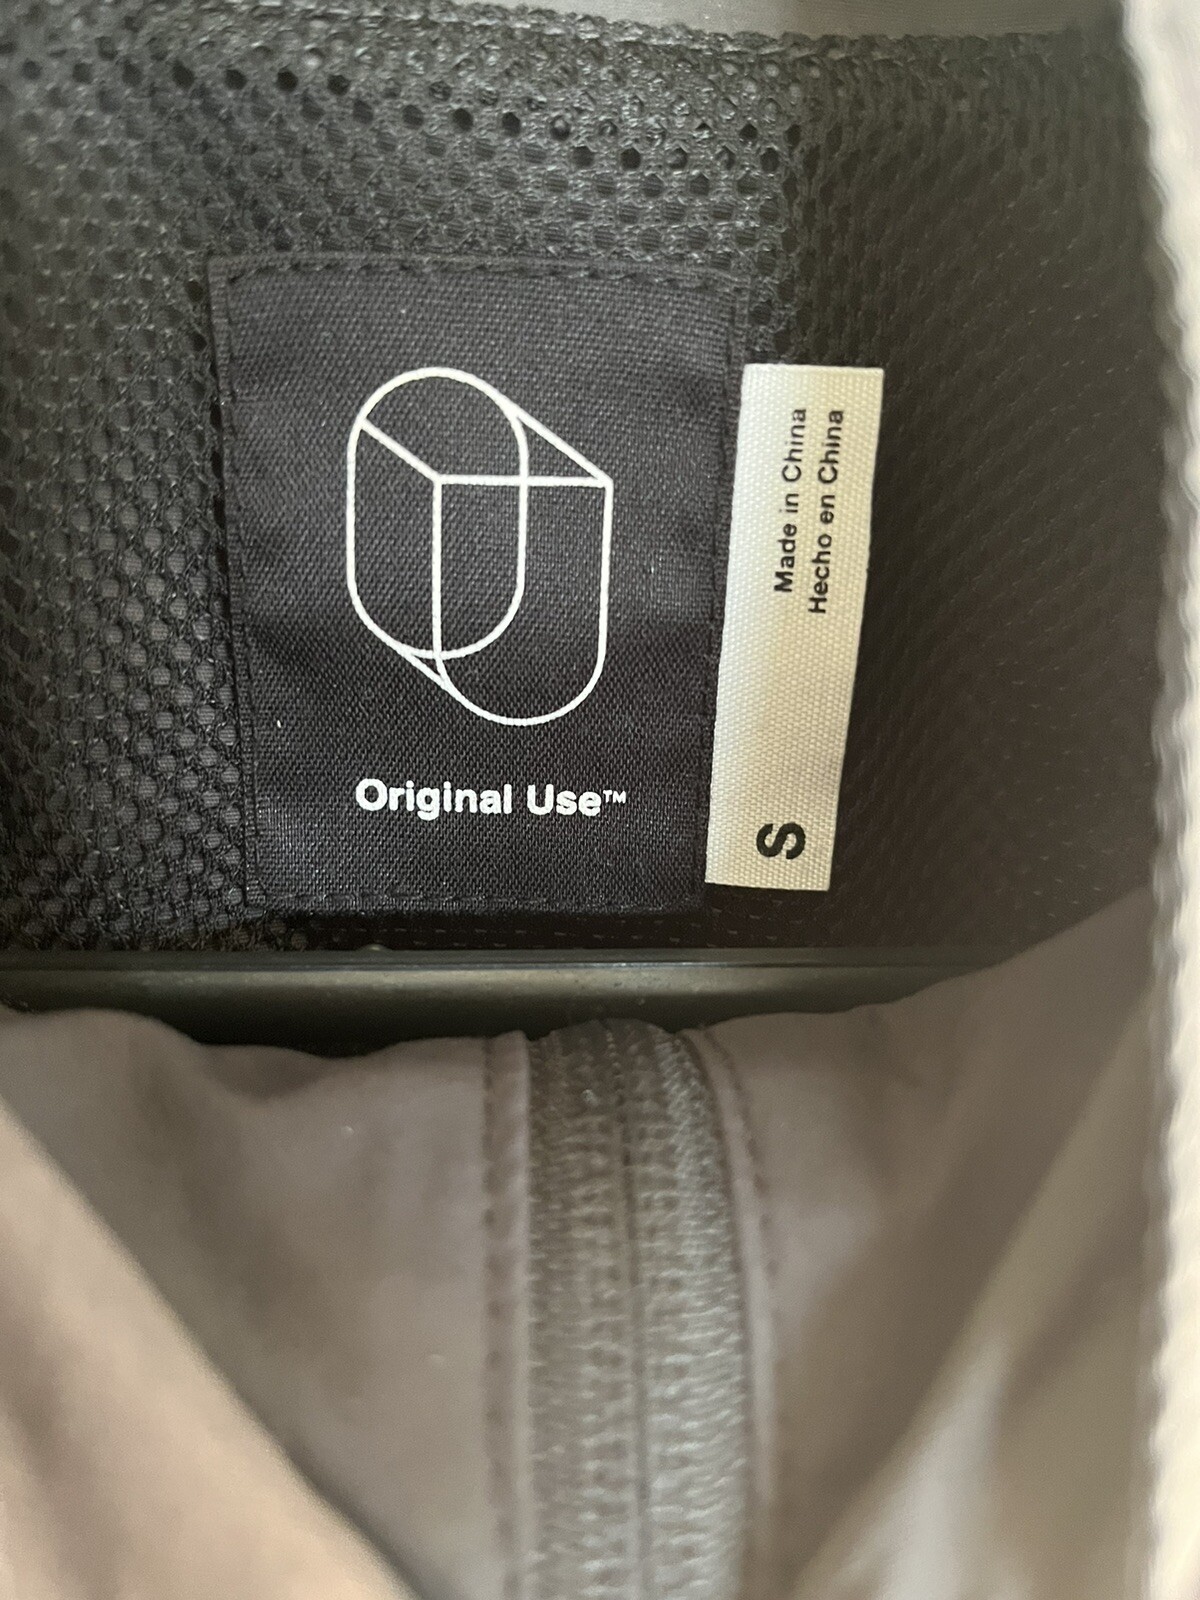 Original Use™
Made in China
Hecho en China
S